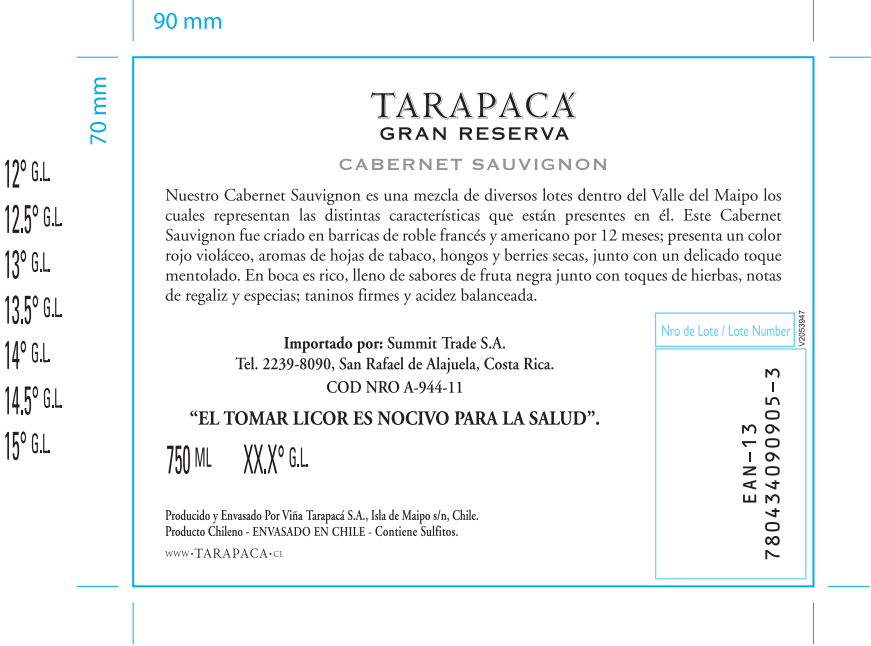 90 mm
70 mm
12° G.L.
12.5° G.L.
13° G.L.
13.5° G.L.
14° G.L.
14.5° G.L.
15° G.L.
TARAPACÁ
GRAN RESERVA
CABERNET SAUVIGNON
Nuestro Cabernet Sauvignon es una mezcla de diversos lotes dentro del Valle del Maipo los
cuales representan las distintas características que están presentes en él. Este Cabernet
Sauvignon fue criado en barricas de roble francés y americano por 12 meses; presenta un color
rojo violáceo, aromas de hojas de tabaco, hongos y berries secas, junto con un delicado toque
mentolado. En boca es rico, lleno de sabores de fruta negra junto con toques de hierbas, notas
de regaliz y especias; taninos firmes y acidez balanceada.
Importado por: Summit Trade S.A.
Tel. 2239-8090, San Rafael de Alajuela, Costa Rica.
COD NRO A-944-11
“EL TOMAR LICOR ES NOCIVO PARA LA SALUD”.
750 ML XX.X° G.L.
Producido y Envasado Por Viña Tarapacá S.A., Isla de Maipo s/n, Chile.
Producto Chileno - ENVASADO EN CHILE - Contiene Sulfitos.
WWW•TARAPACA•CL
Nro de Lote / Lote Number
V2053947
EAN-13
7804340909053-3